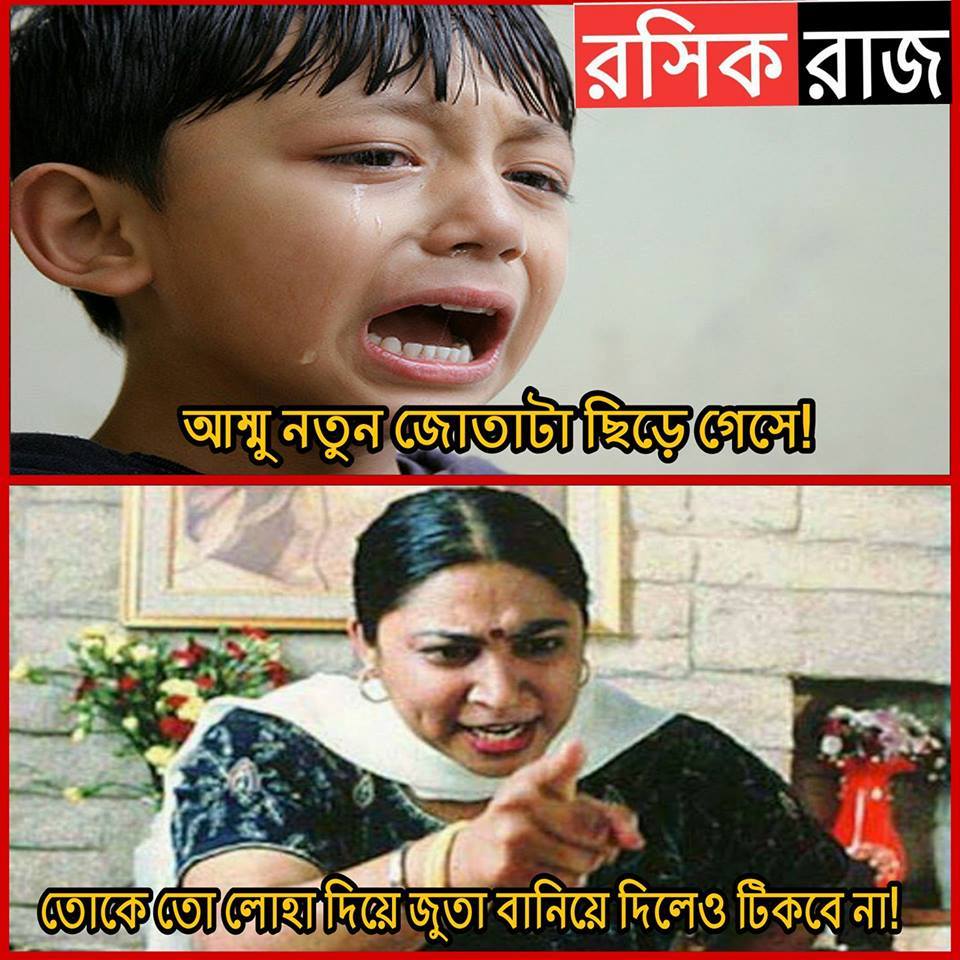 রসিক রাজ
আম্মু নতুন জোতাটা ছিড়ে গেসে!
তোকে তো লোহা দিয়ে জুতা বানিয়ে দিলেও টিকবে না!